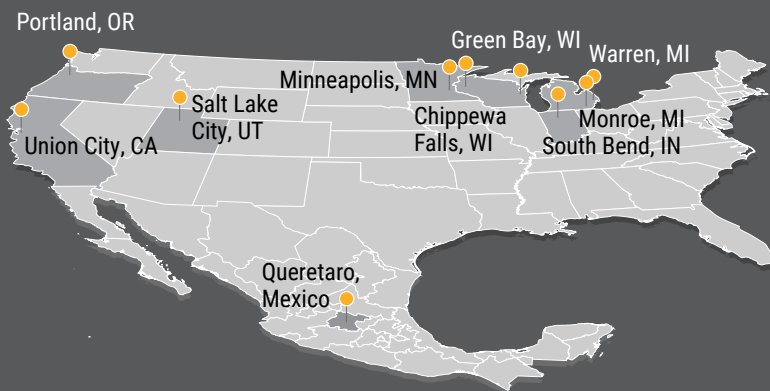 Portland, OR
Green Bay, WI
Warren, MI
Minneapolis, MN
Salt Lake
City, UT
Chippewa
Falls, WI
Monroe, MI
South Bend, IN
Union City, CA
Queretaro,
Mexico